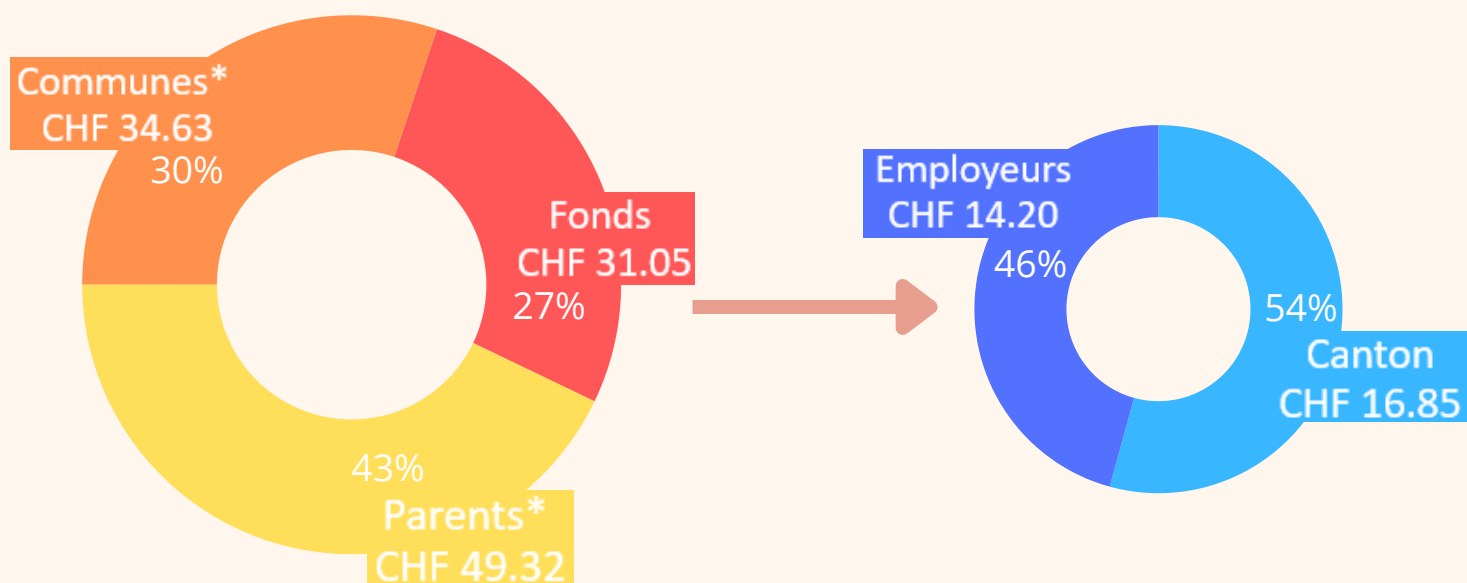 Communes*
CHF 34.63
30%
Fonds
CHF 31.05
27%
43%
Parents*
CHF 49.32
Employeurs
CHF 14.20
46%
54%
Canton
CHF 16.85